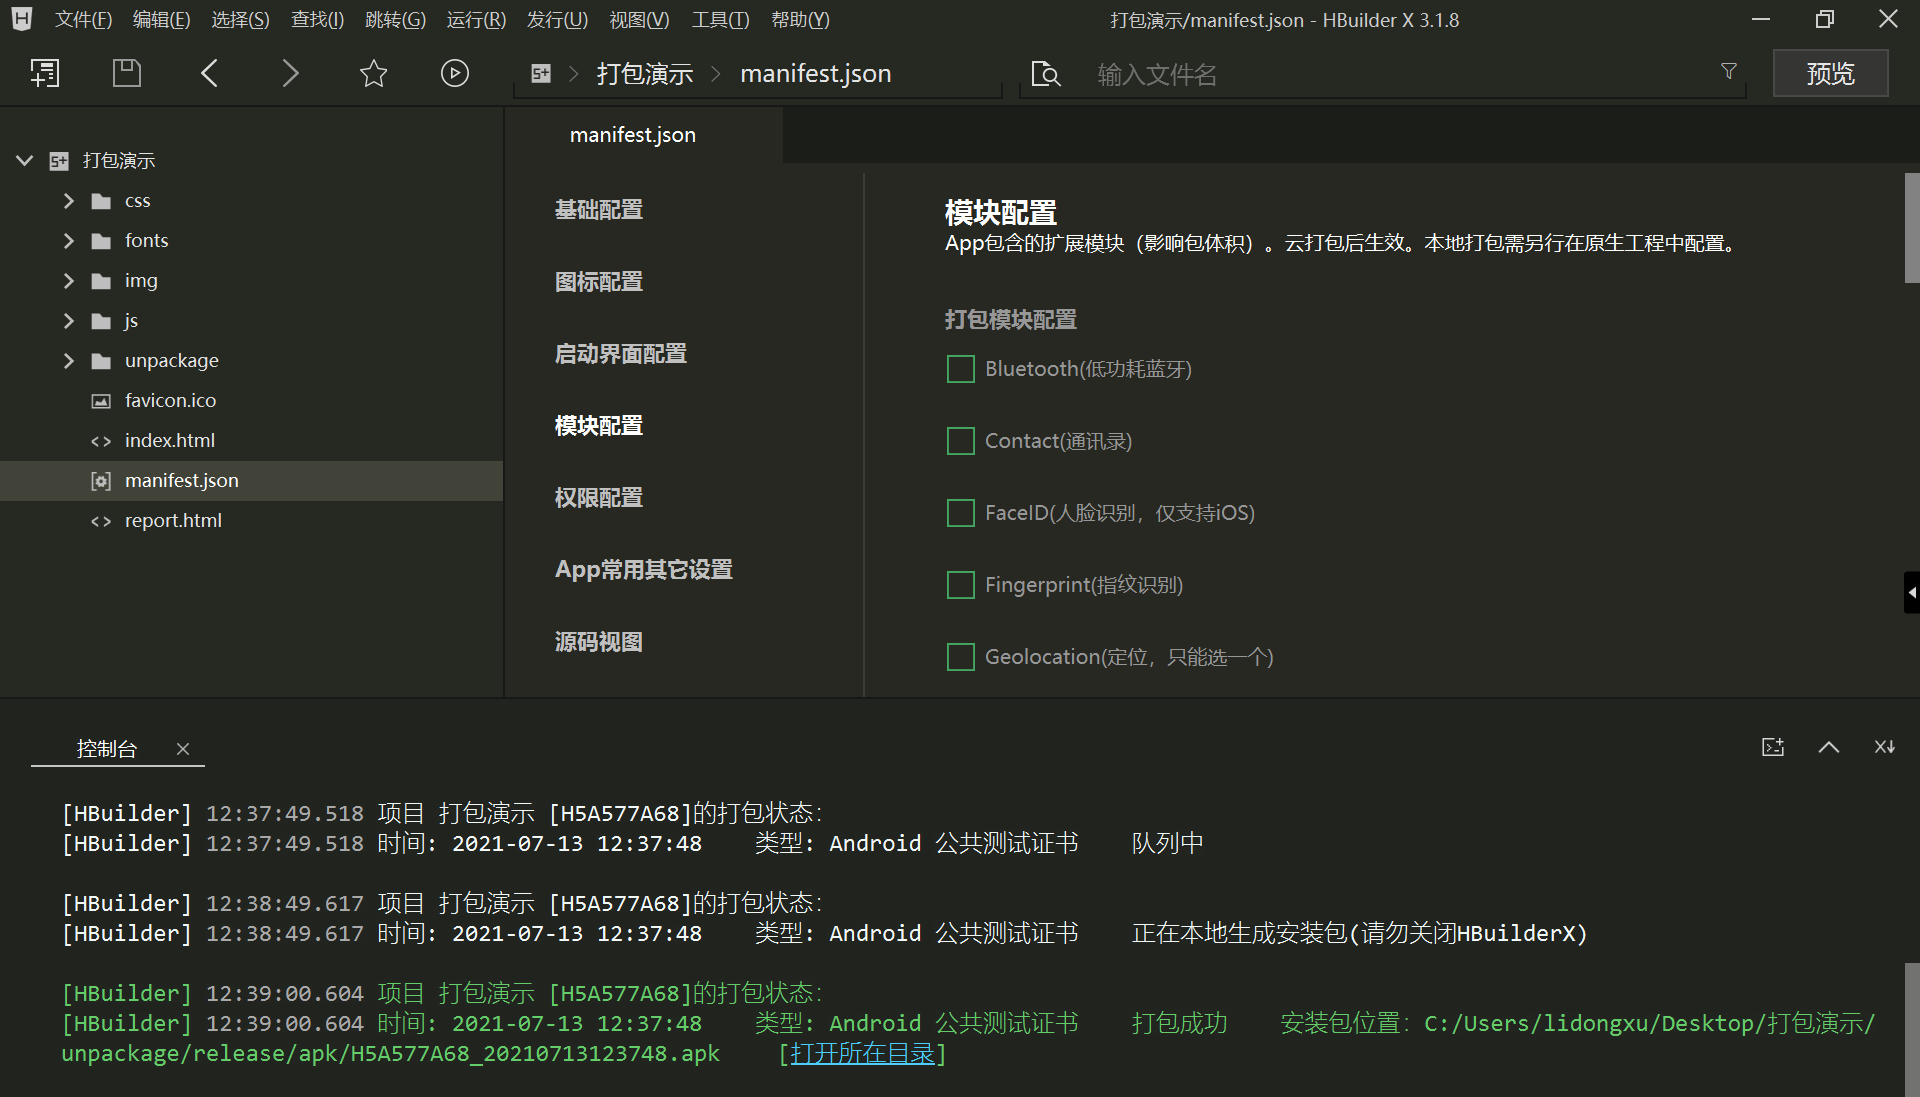 文件(F) 编辑(E) 选择(S) 查找(I) 跳转(G) 运行(R) 发行(U) 视图(V) 工具(T) 帮助(Y) 打包演示/manifest.json - HBuilder X 3.1.8
打包演示 manifest.json 输入文件名 预览
打包演示
css
fonts
img
js
unpackage
favicon.ico
index.html
manifest.json
report.html
manifest.json
基础配置
图标配置
启动界面配置
模块配置
权限配置
App常用其它设置
源码视图
模块配置
App包含的扩展模块（影响包体积）。云打包后生效。本地打包需另行在原生工程中配置。
打包模块配置
Bluetooth(低功耗蓝牙)
Contact(通讯录)
FaceID(人脸识别，仅支持iOS)
Fingerprint(指纹识别)
Geolocation(定位，只能选一个)
控制台
[HBuilder] 12:37:49.518 项目 打包演示 [H5A577A68]的打包状态：
[HBuilder] 12:37:49.518 时间: 2021-07-13 12:37:48 类型: Android 公共测试证书 队列中
[HBuilder] 12:38:49.617 项目 打包演示 [H5A577A68]的打包状态：
[HBuilder] 12:38:49.617 时间: 2021-07-13 12:37:48 类型: Android 公共测试证书 正在本地生成安装包(请勿关闭HBuilderX)
[HBuilder] 12:39:00.604 项目 打包演示 [H5A577A68]的打包状态：
[HBuilder] 12:39:00.604 时间: 2021-07-13 12:37:48 类型: Android 公共测试证书 打包成功 安装包位置：C:/Users/lidongxu/Desktop/打包演示/
unpackage/release/apk/H5A577A68_20210713123748.apk [打开所在目录]